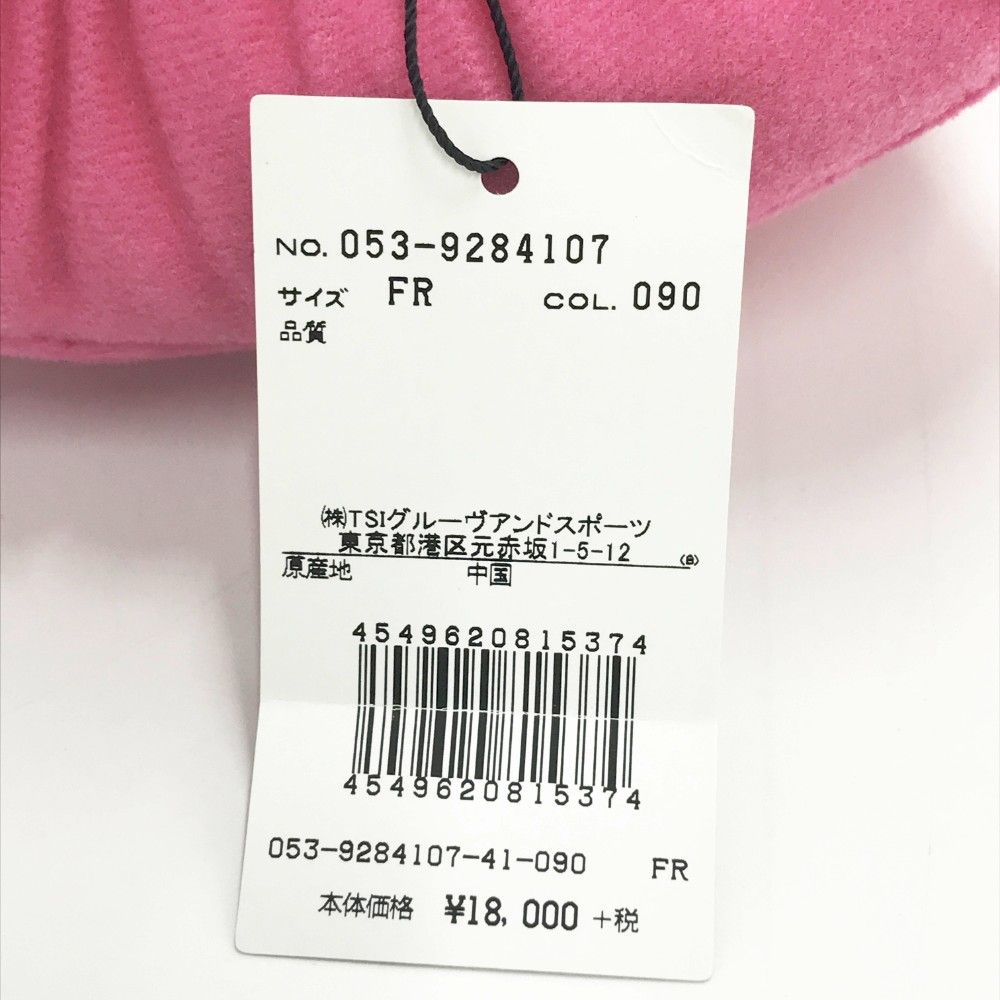 NO. 053-9284107
サイズ FR COL. 090
品質
㈱TSIグルーヴアンドスポーツ
東京都港区元赤坂1-5-12
原産地 中国
4549620815374
4549620815374
053-9284107-41-090 FR
本体価格 ¥18,000 +税